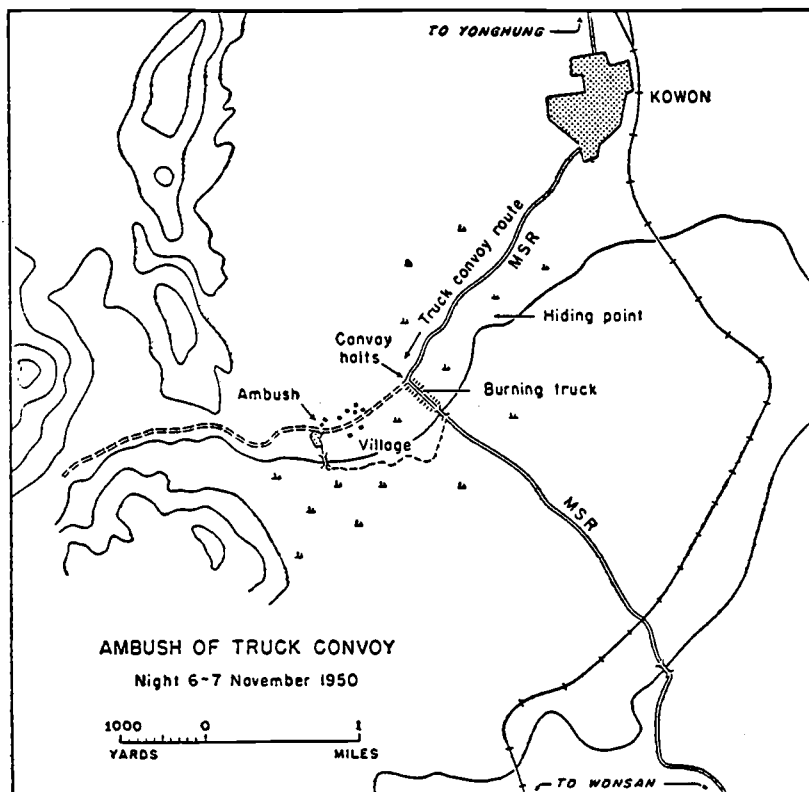 TO YONGHUNG
KOWON
Truck convoy route
MSR
Hiding point
Convoy
halts
Burning truck
Ambush
Village
MSR
AMBUSH OF TRUCK CONVOY
Night 6-7 November 1950
1000 0 1
YARDS MILES
TO WONSAN